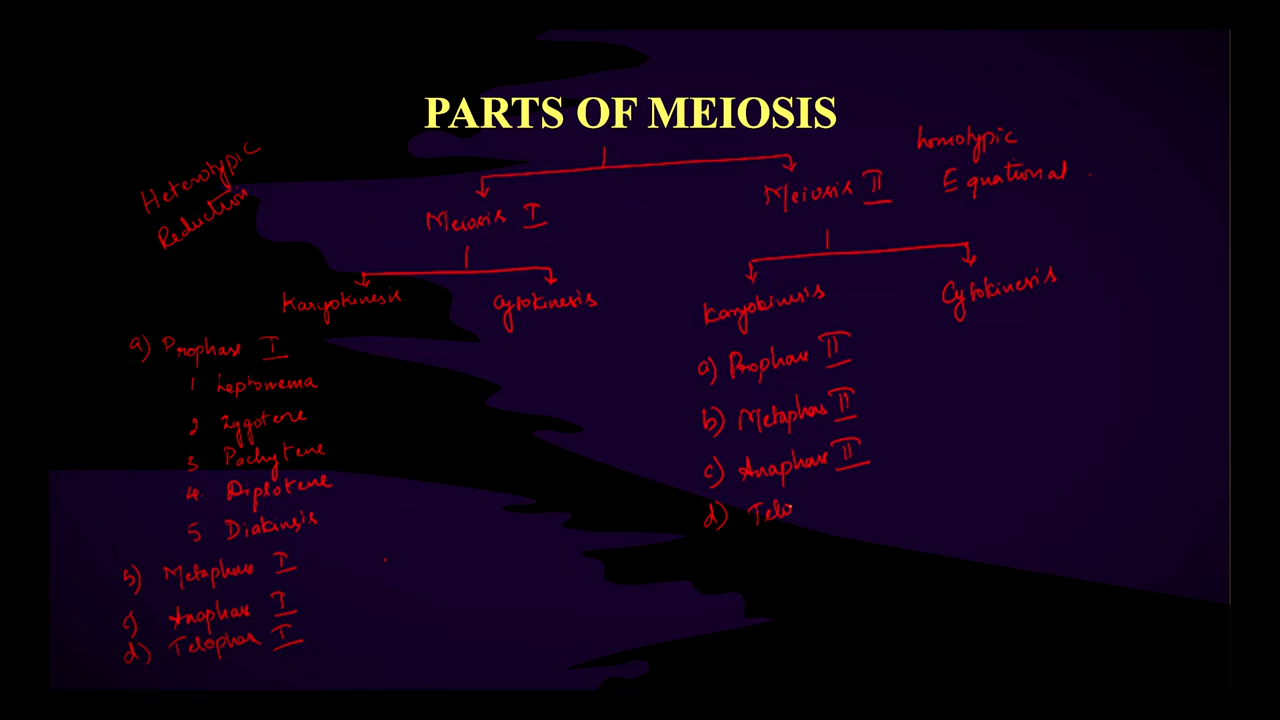 PARTS OF MEIOSIS
Heterotypic
Reduction
homotypic
Equational
Meiosis I
Meiosis II
Karyokinesis
Cytokinesis
a) Prophase I
1 Leptonema
2 Zygotene
3 Pachytene
4 Diplotene
5 Diakinsis
b) Metaphase I
c) Anaphase I
d) Telophase I
Karyokinesis
Cytokinesis
a) Prophase II
b) Metaphase II
c) Anaphase II
d) Telo